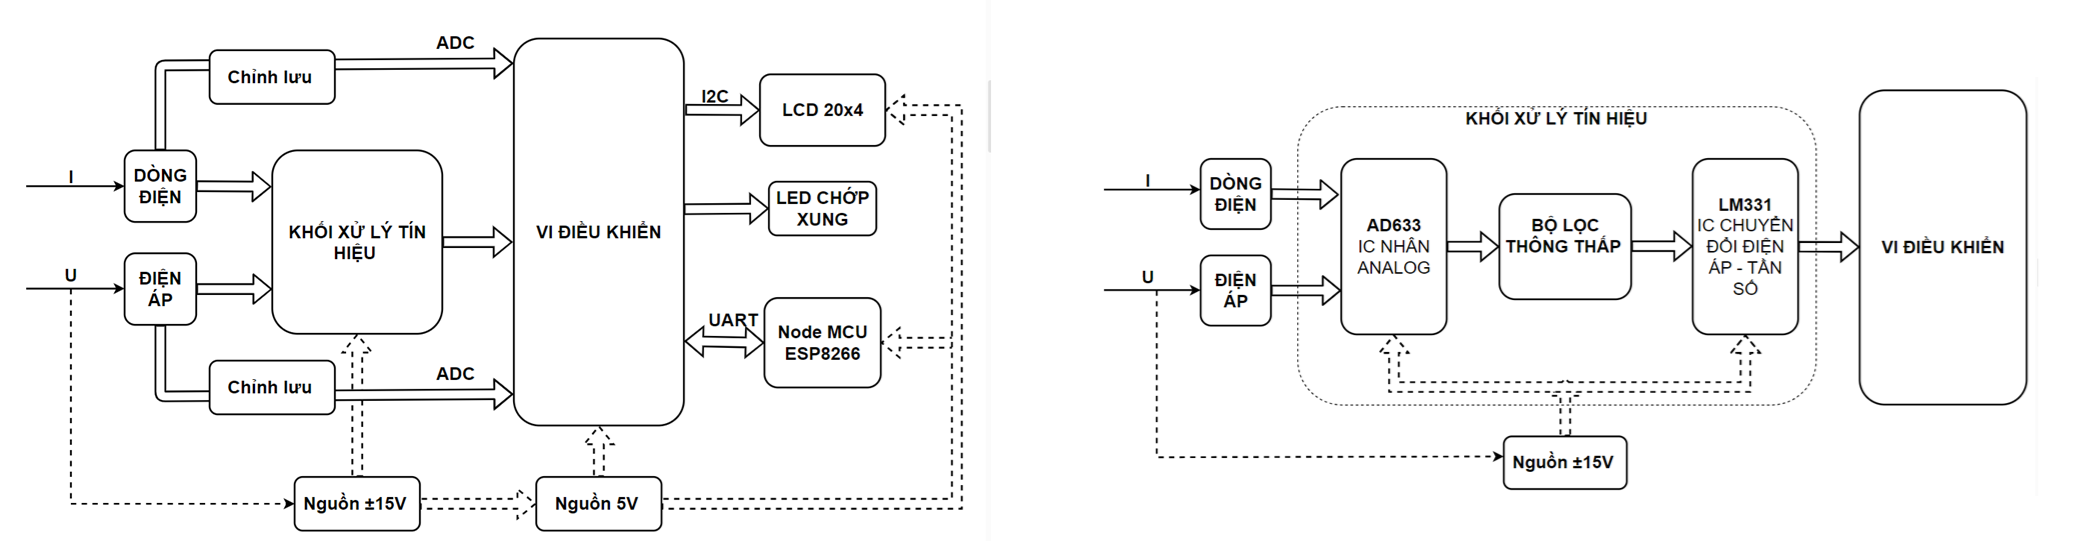 ADC
Chỉnh lưu
I2C
LCD 20x4
I
DÒNG
ĐIỆN
KHỐI XỬ LÝ TÍN
HIỆU
VI ĐIỀU KHIỂN
LED CHỚP
XUNG
U
ĐIỆN
ÁP
UART
Node MCU
ESP8266
Chỉnh lưu
ADC
Nguồn ±15V
Nguồn 5V
KHỐI XỬ LÝ TÍN HIỆU
I
DÒNG
ĐIỆN
AD633
IC NHÂN
ANALOG
BỘ LỌC
THÔNG THẤP
LM331
IC CHUYỂN
ĐỔI ĐIỆN
ÁP - TẦN
SỐ
VI ĐIỀU KHIỂN
U
ĐIỆN
ÁP
Nguồn ±15V